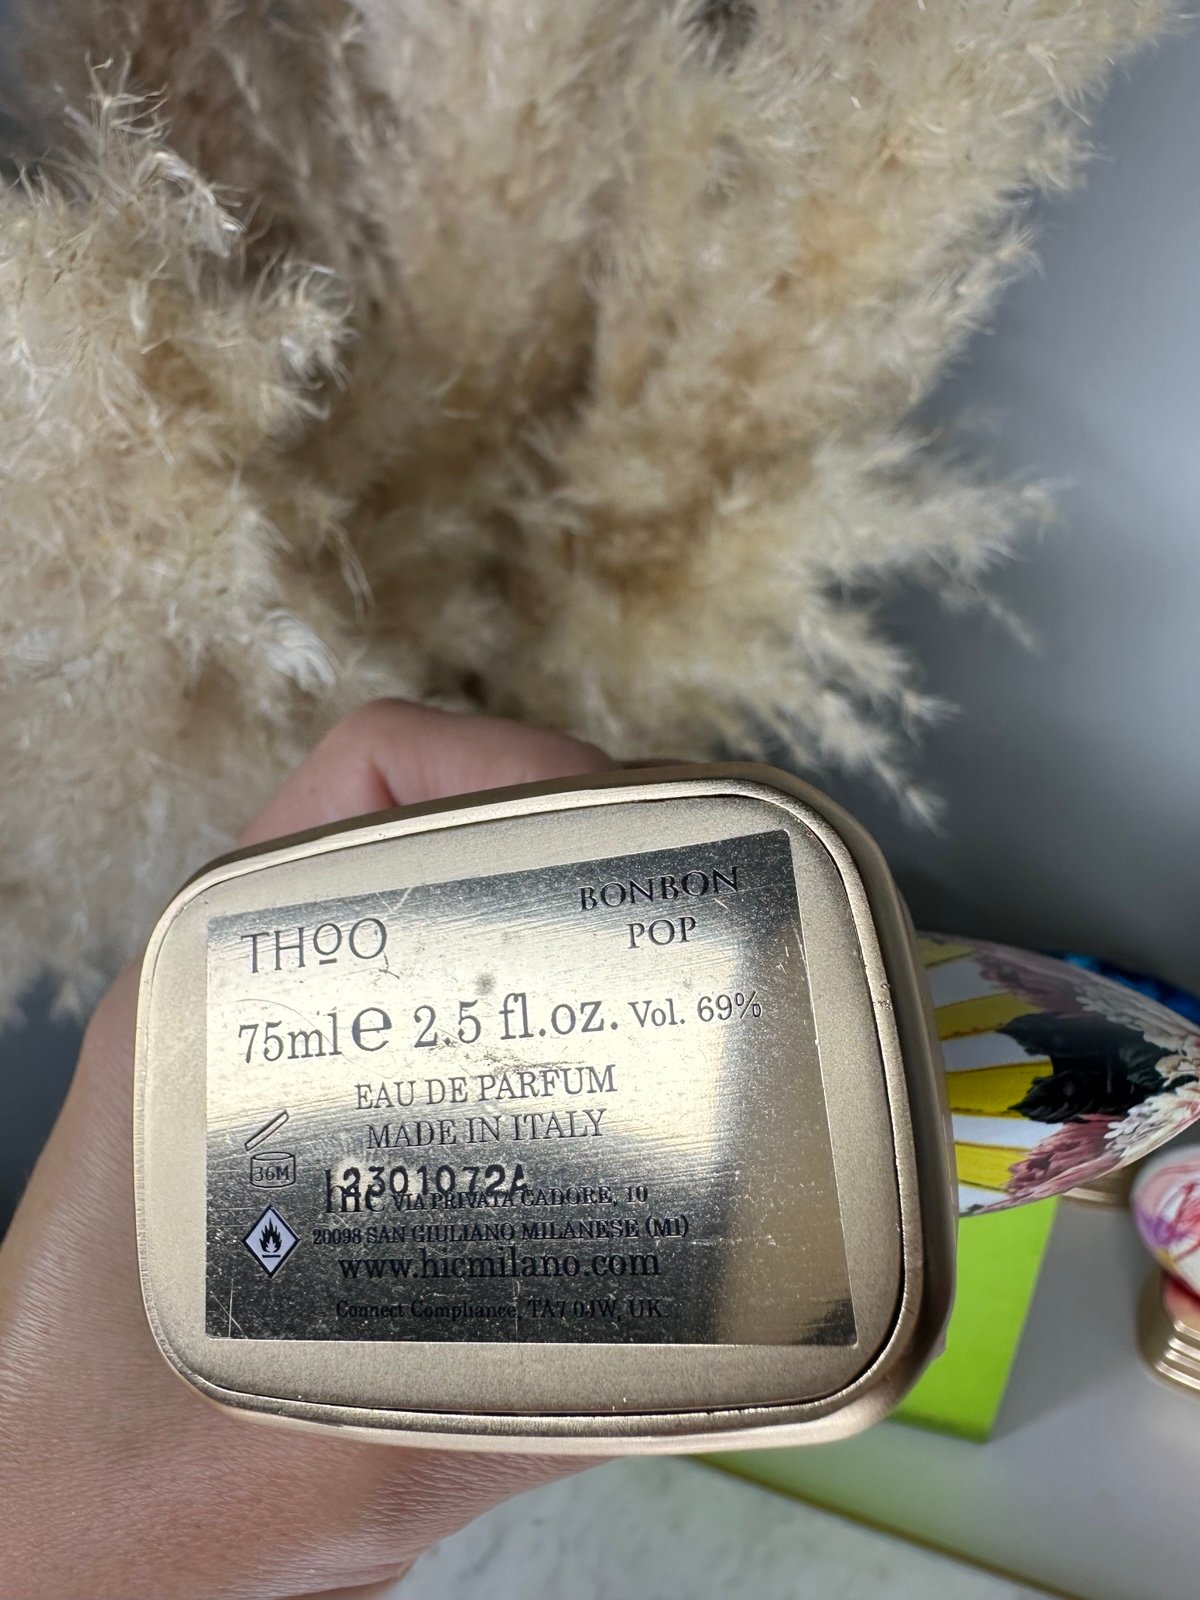 THOO
BONBON
POP
75ml e 2.5 fl.oz. Vol. 69%
EAU DE PARFUM
MADE IN ITALY
36M
2301072A
hic VIA PRIVATA CADORE, 10
20098 SAN GIULIANO MILANESE (MI)
www.hicmilano.com
Connect Compliance, TA7 0JW, UK